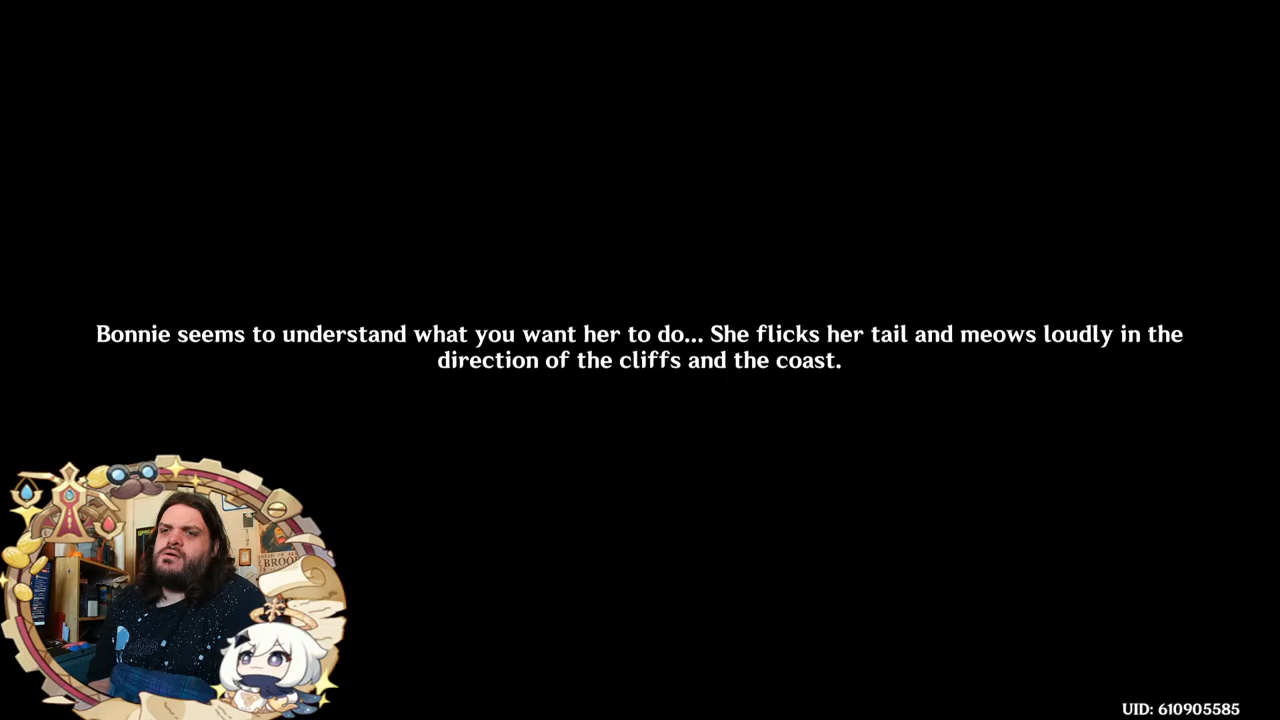 Bonnie seems to understand what you want her to do... She flicks her tail and meows loudly in the
direction of the cliffs and the coast.
BROO
UID: 610905585